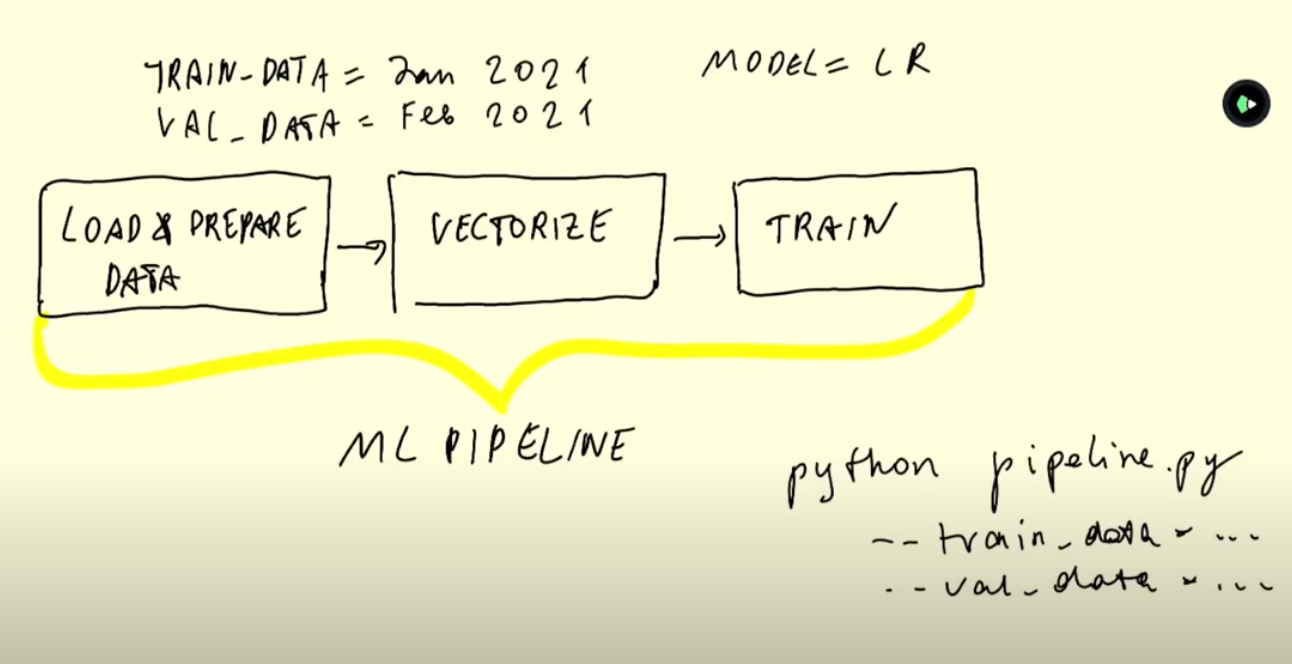 TRAIN-DATA = Jan 2021
VAL_DATA = Feb 2021
MODEL = LR
LOAD & PREPARE
DATA
VECTORIZE
TRAIN
ML PIPELINE
python pipeline.py
--train_data = ...
--val_data = ...